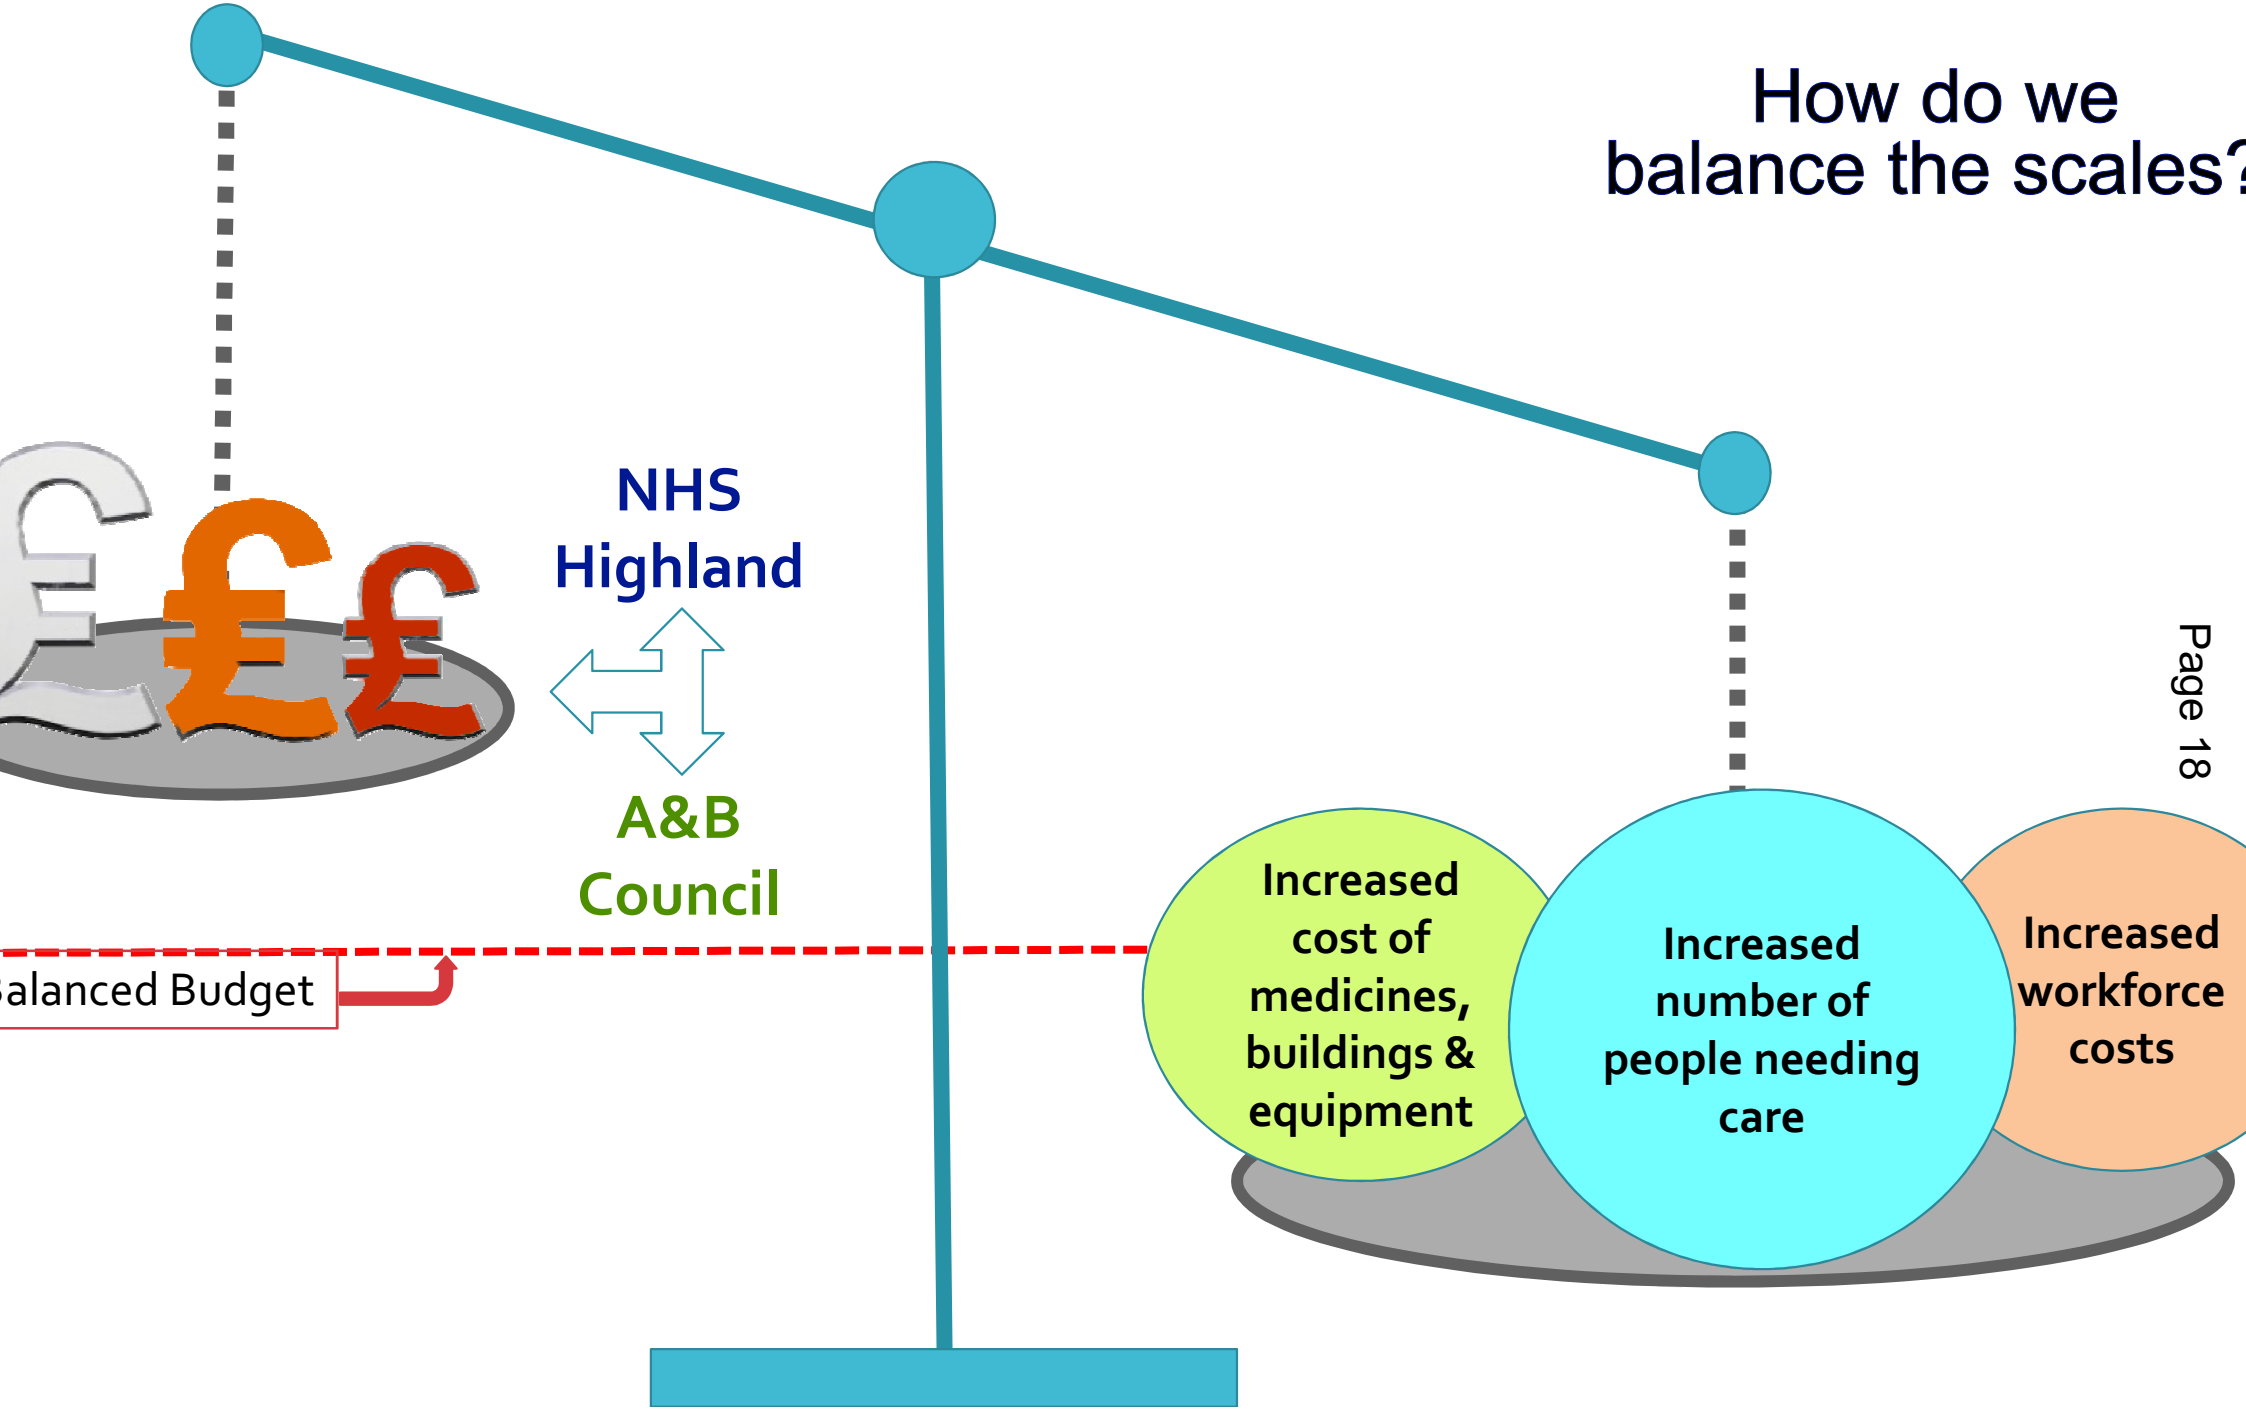 How do we
balance the scales?
NHS
Highland
A&B
Council
Balanced Budget
Increased
cost of
medicines,
buildings &
equipment
Increased
number of
people needing
care
Increased
workforce
costs
Page 18